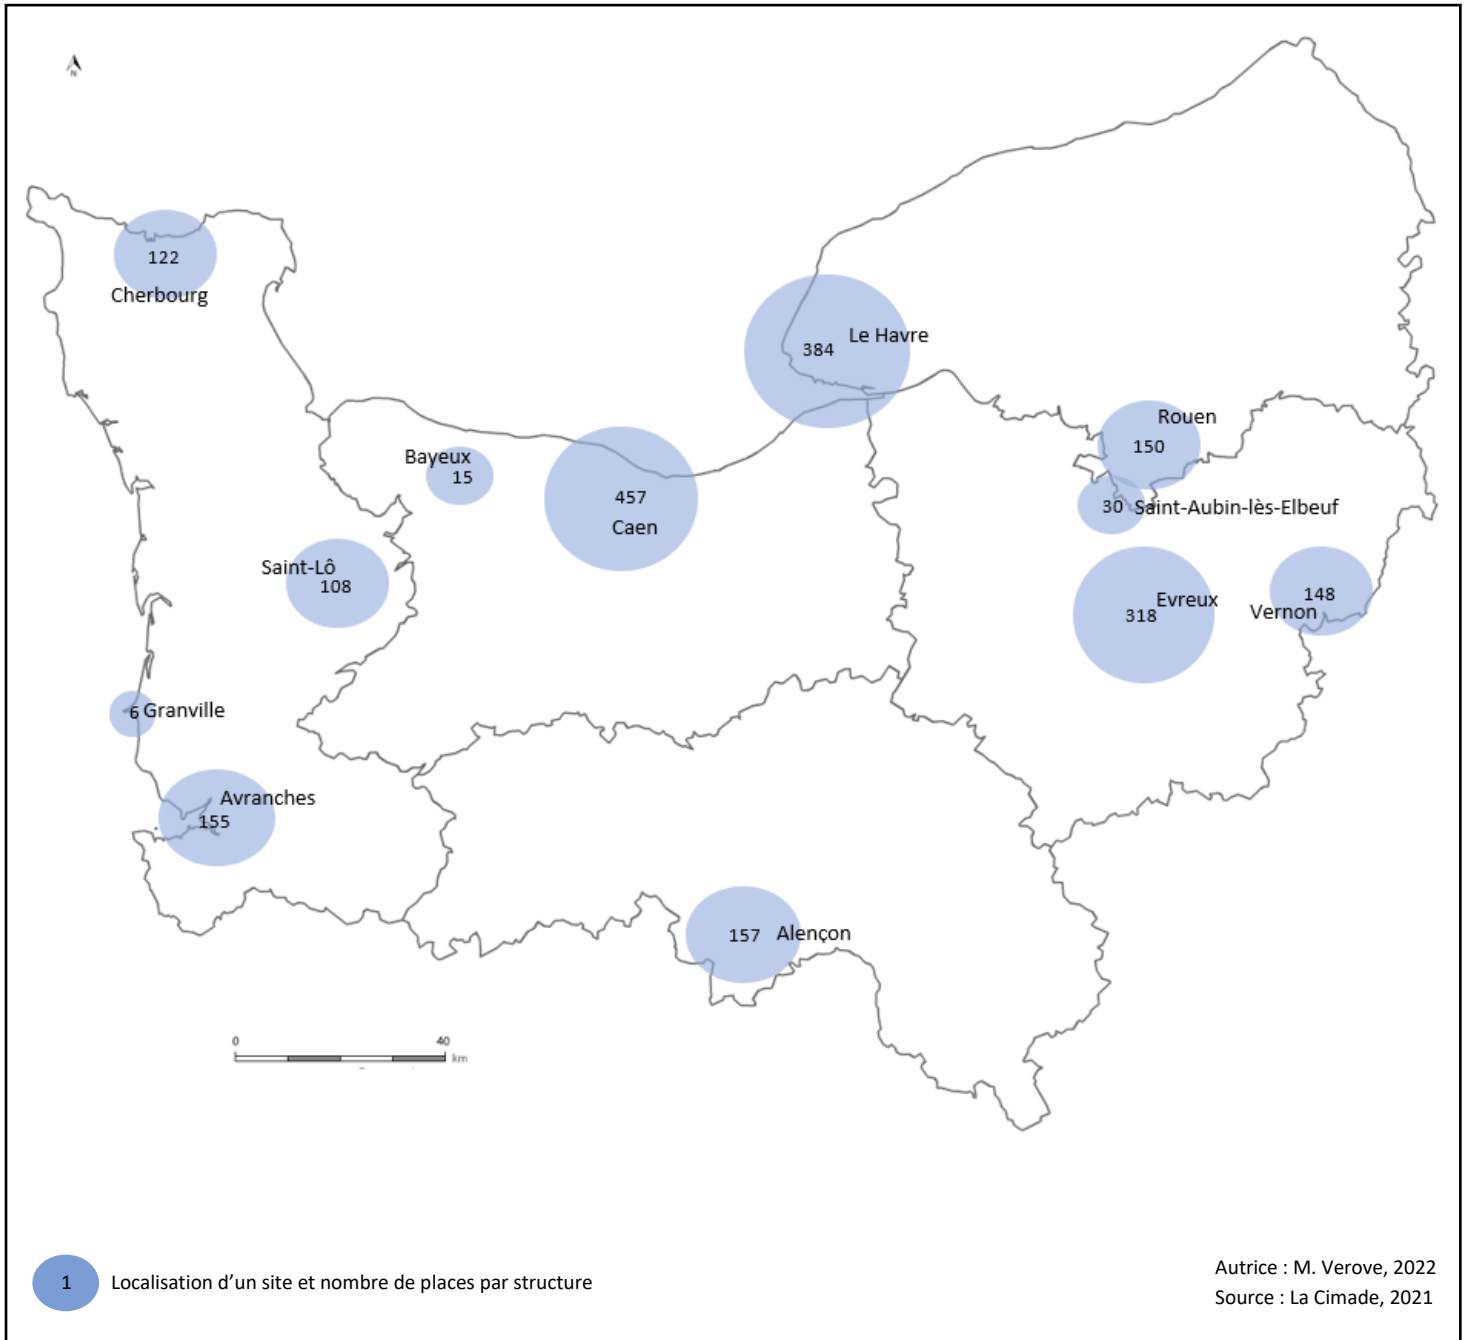 N
122
Cherbourg
Le Havre
384
Rouen
150
Bayeux
15
457
Caen
30 Saint-Aubin-lès-Elbeuf
Saint-Lô
108
Evreux
318
148
Vernon
6 Granville
Avranches
155
157 Alençon
0 40
km
1 Localisation d’un site et nombre de places par structure
Autrice : M. Verove, 2022
Source : La Cimade, 2021